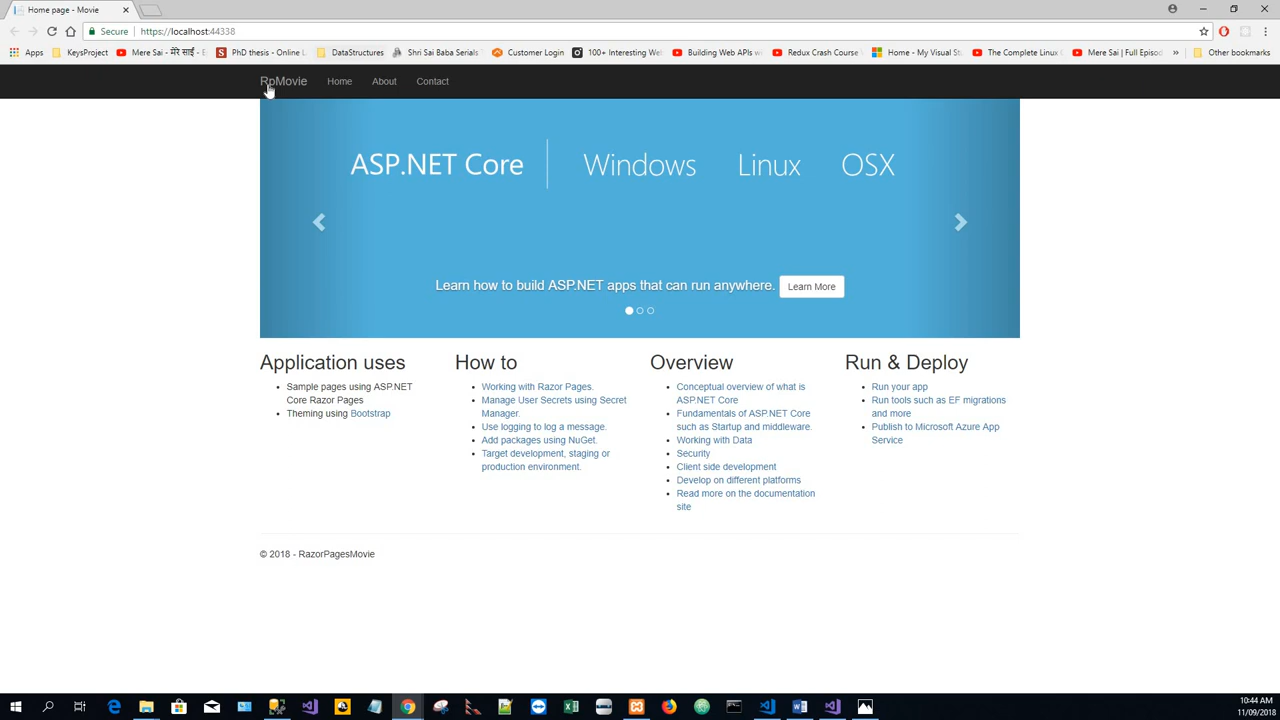 Home page - Movie
Secure
https://localhost:44338
Apps
KeysProject
Mere Sai - मेरे साईं - E
PhD thesis - Online L
DataStructures
Shri Sai Baba Serials
Customer Login
100+ Interesting We
Building Web APIs w
Redux Crash Course
Home - My Visual St
The Complete Linux C
Mere Sai | Full Episod
»
Other bookmarks
RpMovie
Home
About
Contact
ASP.NET Core
Windows
Linux
OSX
Learn how to build ASP.NET apps that can run anywhere.
Learn More
Application uses
Sample pages using ASP.NET
Core Razor Pages
Theming using Bootstrap
How to
Working with Razor Pages.
Manage User Secrets using Secret
Manager.
Use logging to log a message.
Add packages using NuGet.
Target development, staging or
production environment.
Overview
Conceptual overview of what is
ASP.NET Core
Fundamentals of ASP.NET Core
such as Startup and middleware.
Working with Data
Security
Client side development
Develop on different platforms
Read more on the documentation
site
Run & Deploy
Run your app
Run tools such as EF migrations
and more
Publish to Microsoft Azure App
Service
© 2018 - RazorPagesMovie
10:44 AM
11/09/2018